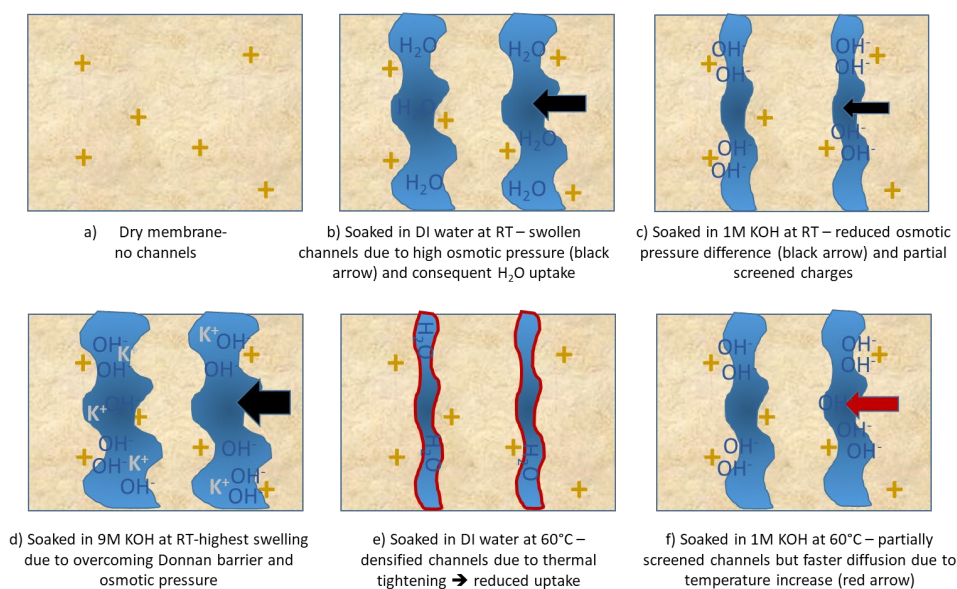 H₂O H₂O
H₂O
H₂O
H₂O H₂O
OH⁻ OH⁻
OH⁻ OH⁻
OH⁻
OH⁻ OH⁻
OH⁻
a) Dry membrane-
no channels
b) Soaked in DI water at RT – swollen
channels due to high osmotic pressure (black
arrow) and consequent H₂O uptake
c) Soaked in 1M KOH at RT – reduced osmotic
pressure difference (black arrow) and partial
screened charges
K⁺ OH⁻
OH⁻ K⁺
OH⁻ OH⁻
K⁺ OH⁻
OH⁻ OH⁻
OH⁻ K⁺ OH⁻
OH⁻ K⁺ OH⁻
H₂O
H₂O H₂O
OH⁻ OH⁻
OH⁻ OH⁻
OH⁻
OH⁻ OH⁻
OH⁻ OH⁻
d) Soaked in 9M KOH at RT-highest swelling
due to overcoming Donnan barrier and
osmotic pressure
e) Soaked in DI water at 60°C –
densified channels due to thermal
tightening ➔ reduced uptake
f) Soaked in 1M KOH at 60°C – partially
screened channels but faster diffusion due to
temperature increase (red arrow)